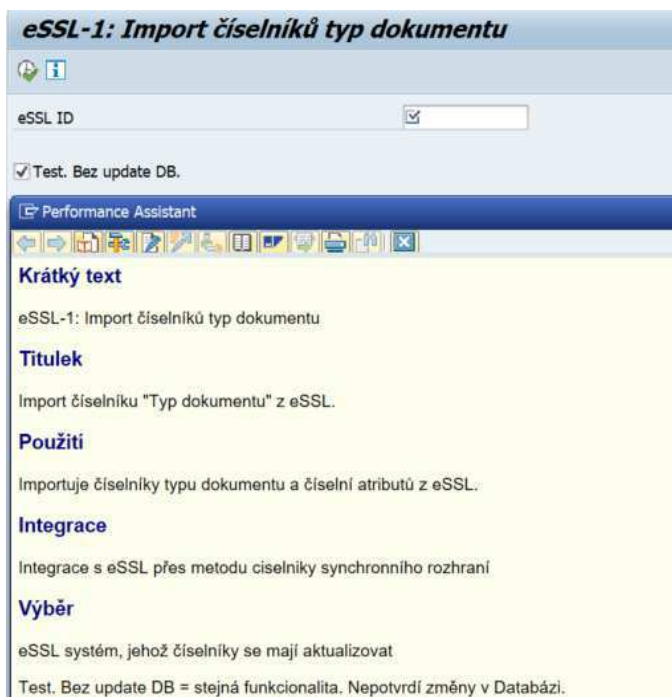 eSSL-1: Import číselníků typ dokumentu
eSSL ID
Test. Bez update DB.
Performance Assistant
Krátký text
eSSL-1: Import číselníků typ dokumentu
Titulek
Import číselníku "Typ dokumentu" z eSSL.
Použití
Importuje číselníky typu dokumentu a číselní atributů z eSSL.
Integrace
Integrace s eSSL přes metodu ciselniky synchronního rozhraní
Výběr
eSSL systém, jehož číselníky se mají aktualizovat
Test. Bez update DB = stejná funkcionalita. Nepotvrdí změny v Databázi.